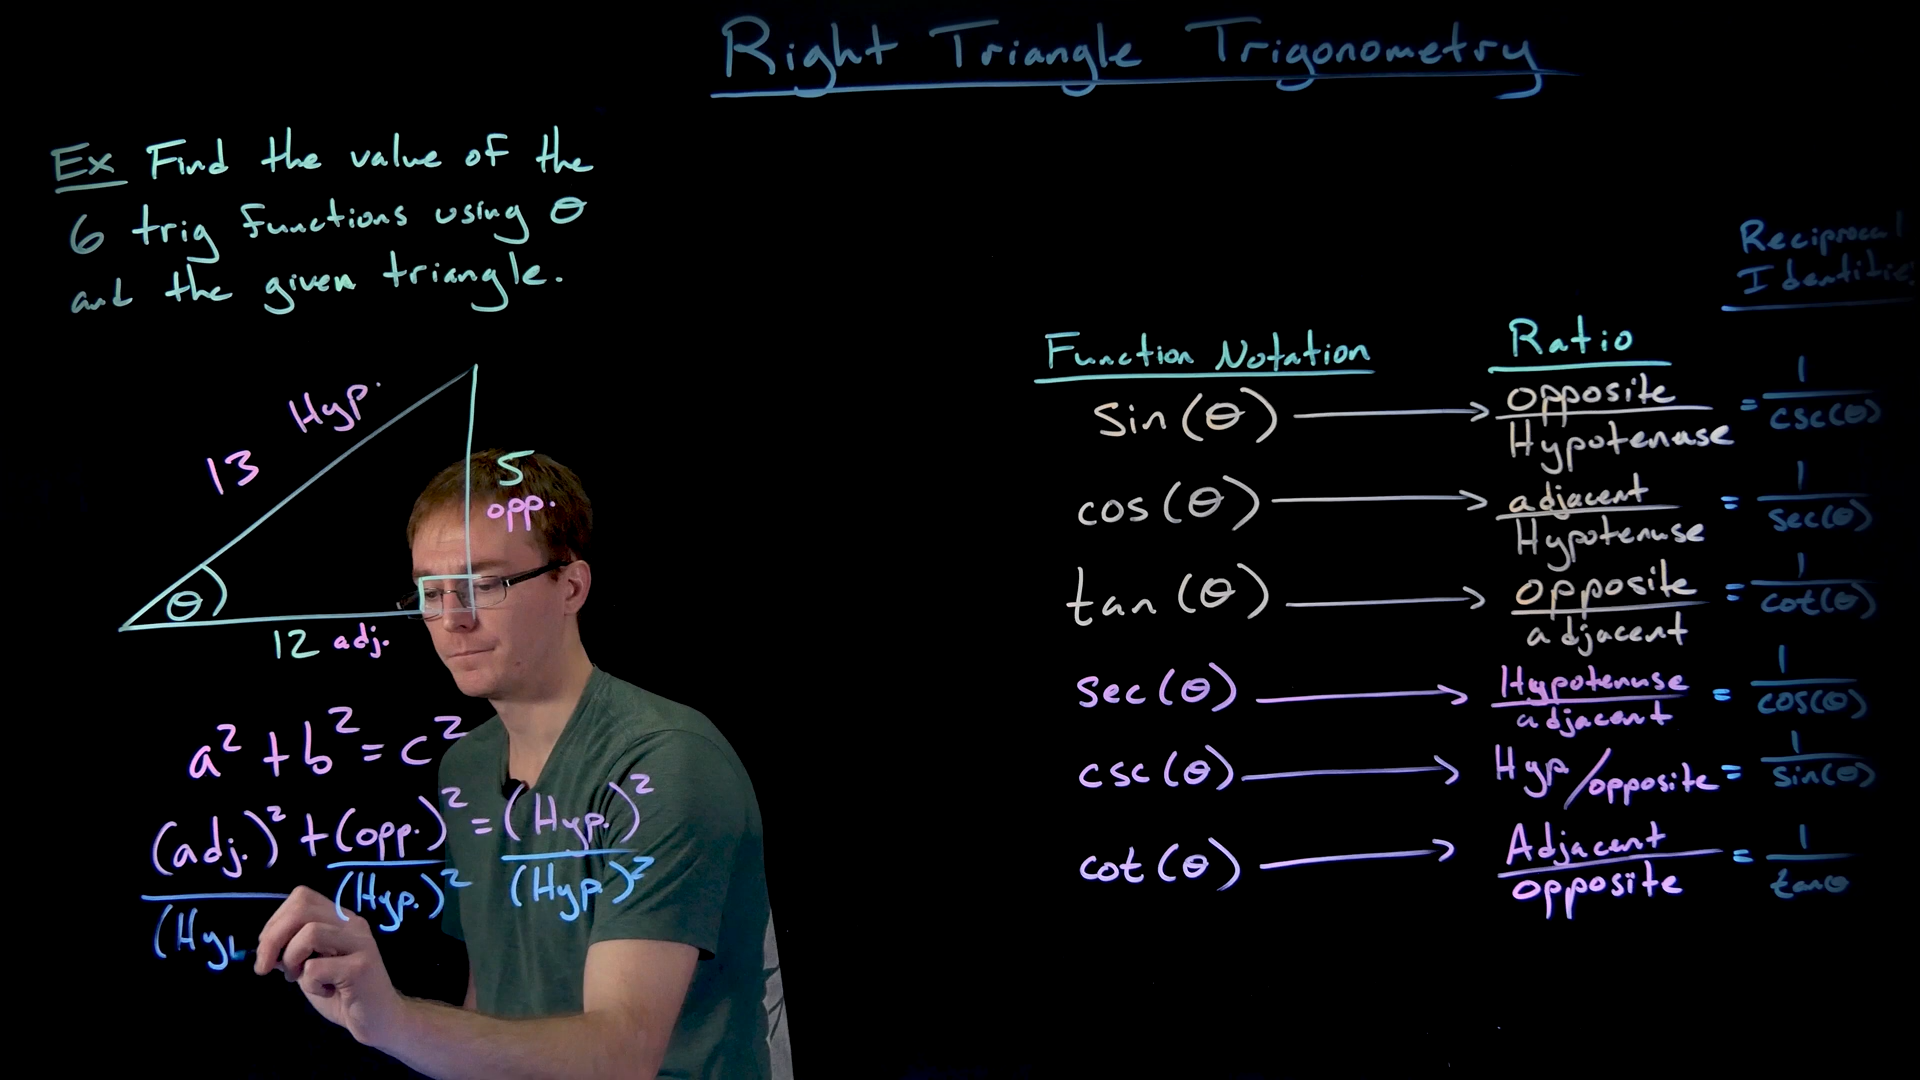 Right Triangle Trigonometry
Ex Find the value of the
6 trig functions using θ
and the given triangle.
Hyp.
13
5
opp.
θ
12 adj.
a² + b² = c²
(adj.)² + (opp.)² = (Hyp.)²
(Hyp.)² (Hyp.)²
(Hy
Function Notation Ratio Reciprocal
Identities
Sin(θ) → opposite/Hypotenuse = 1/csc(θ)
cos(θ) → adjacent/Hypotenuse = 1/sec(θ)
tan(θ) → opposite/adjacent = 1/cot(θ)
Sec(θ) → Hypotenuse/adjacent = 1/cos(θ)
csc(θ) → Hyp/opposite = 1/sin(θ)
cot(θ) → Adjacent/opposite = 1/tanθ